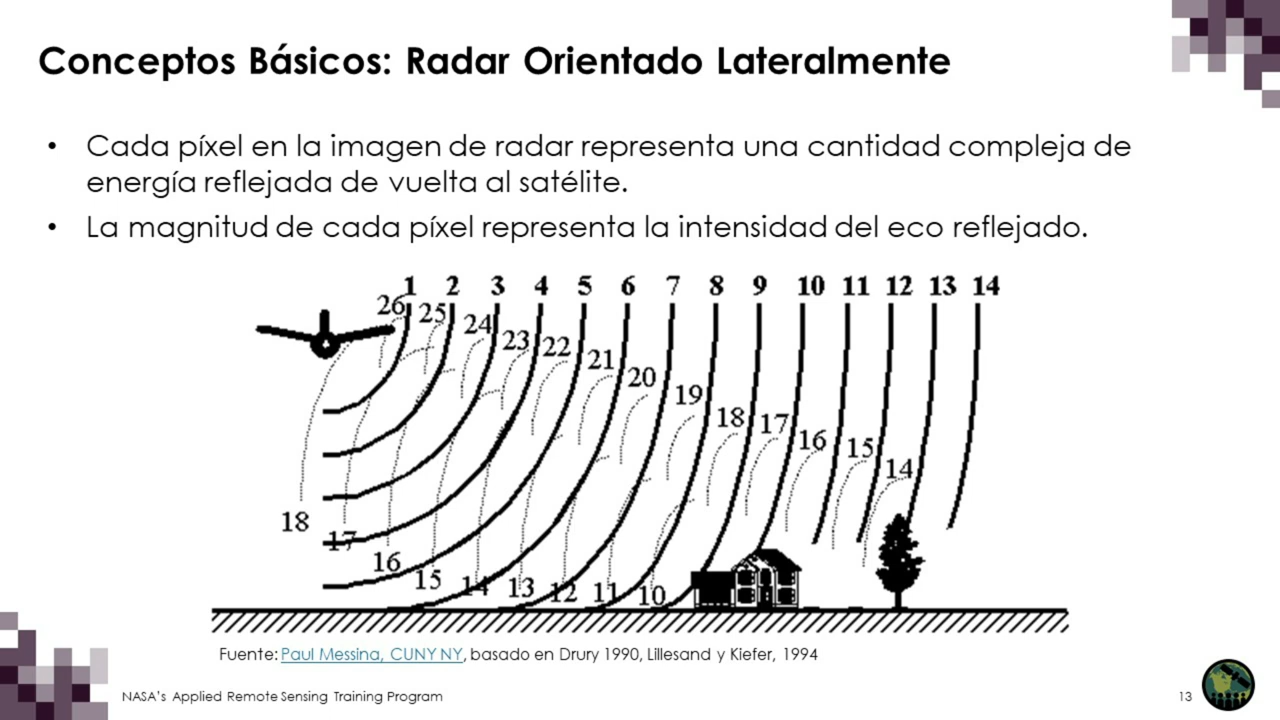 Conceptos Básicos: Radar Orientado Lateralmente
• Cada píxel en la imagen de radar representa una cantidad compleja de
energía reflejada de vuelta al satélite.
• La magnitud de cada píxel representa la intensidad del eco reflejado.
1 2 3 4 5 6 7 8 9 10 11 12 13 14
26 25 24 23 22 21 20 19 18 17 16 15 14
18 17 16 15 14 13 12 11 10
Fuente: Paul Messina, CUNY NY, basado en Drury 1990, Lillesand y Kiefer, 1994
NASA's Applied Remote Sensing Training Program
13